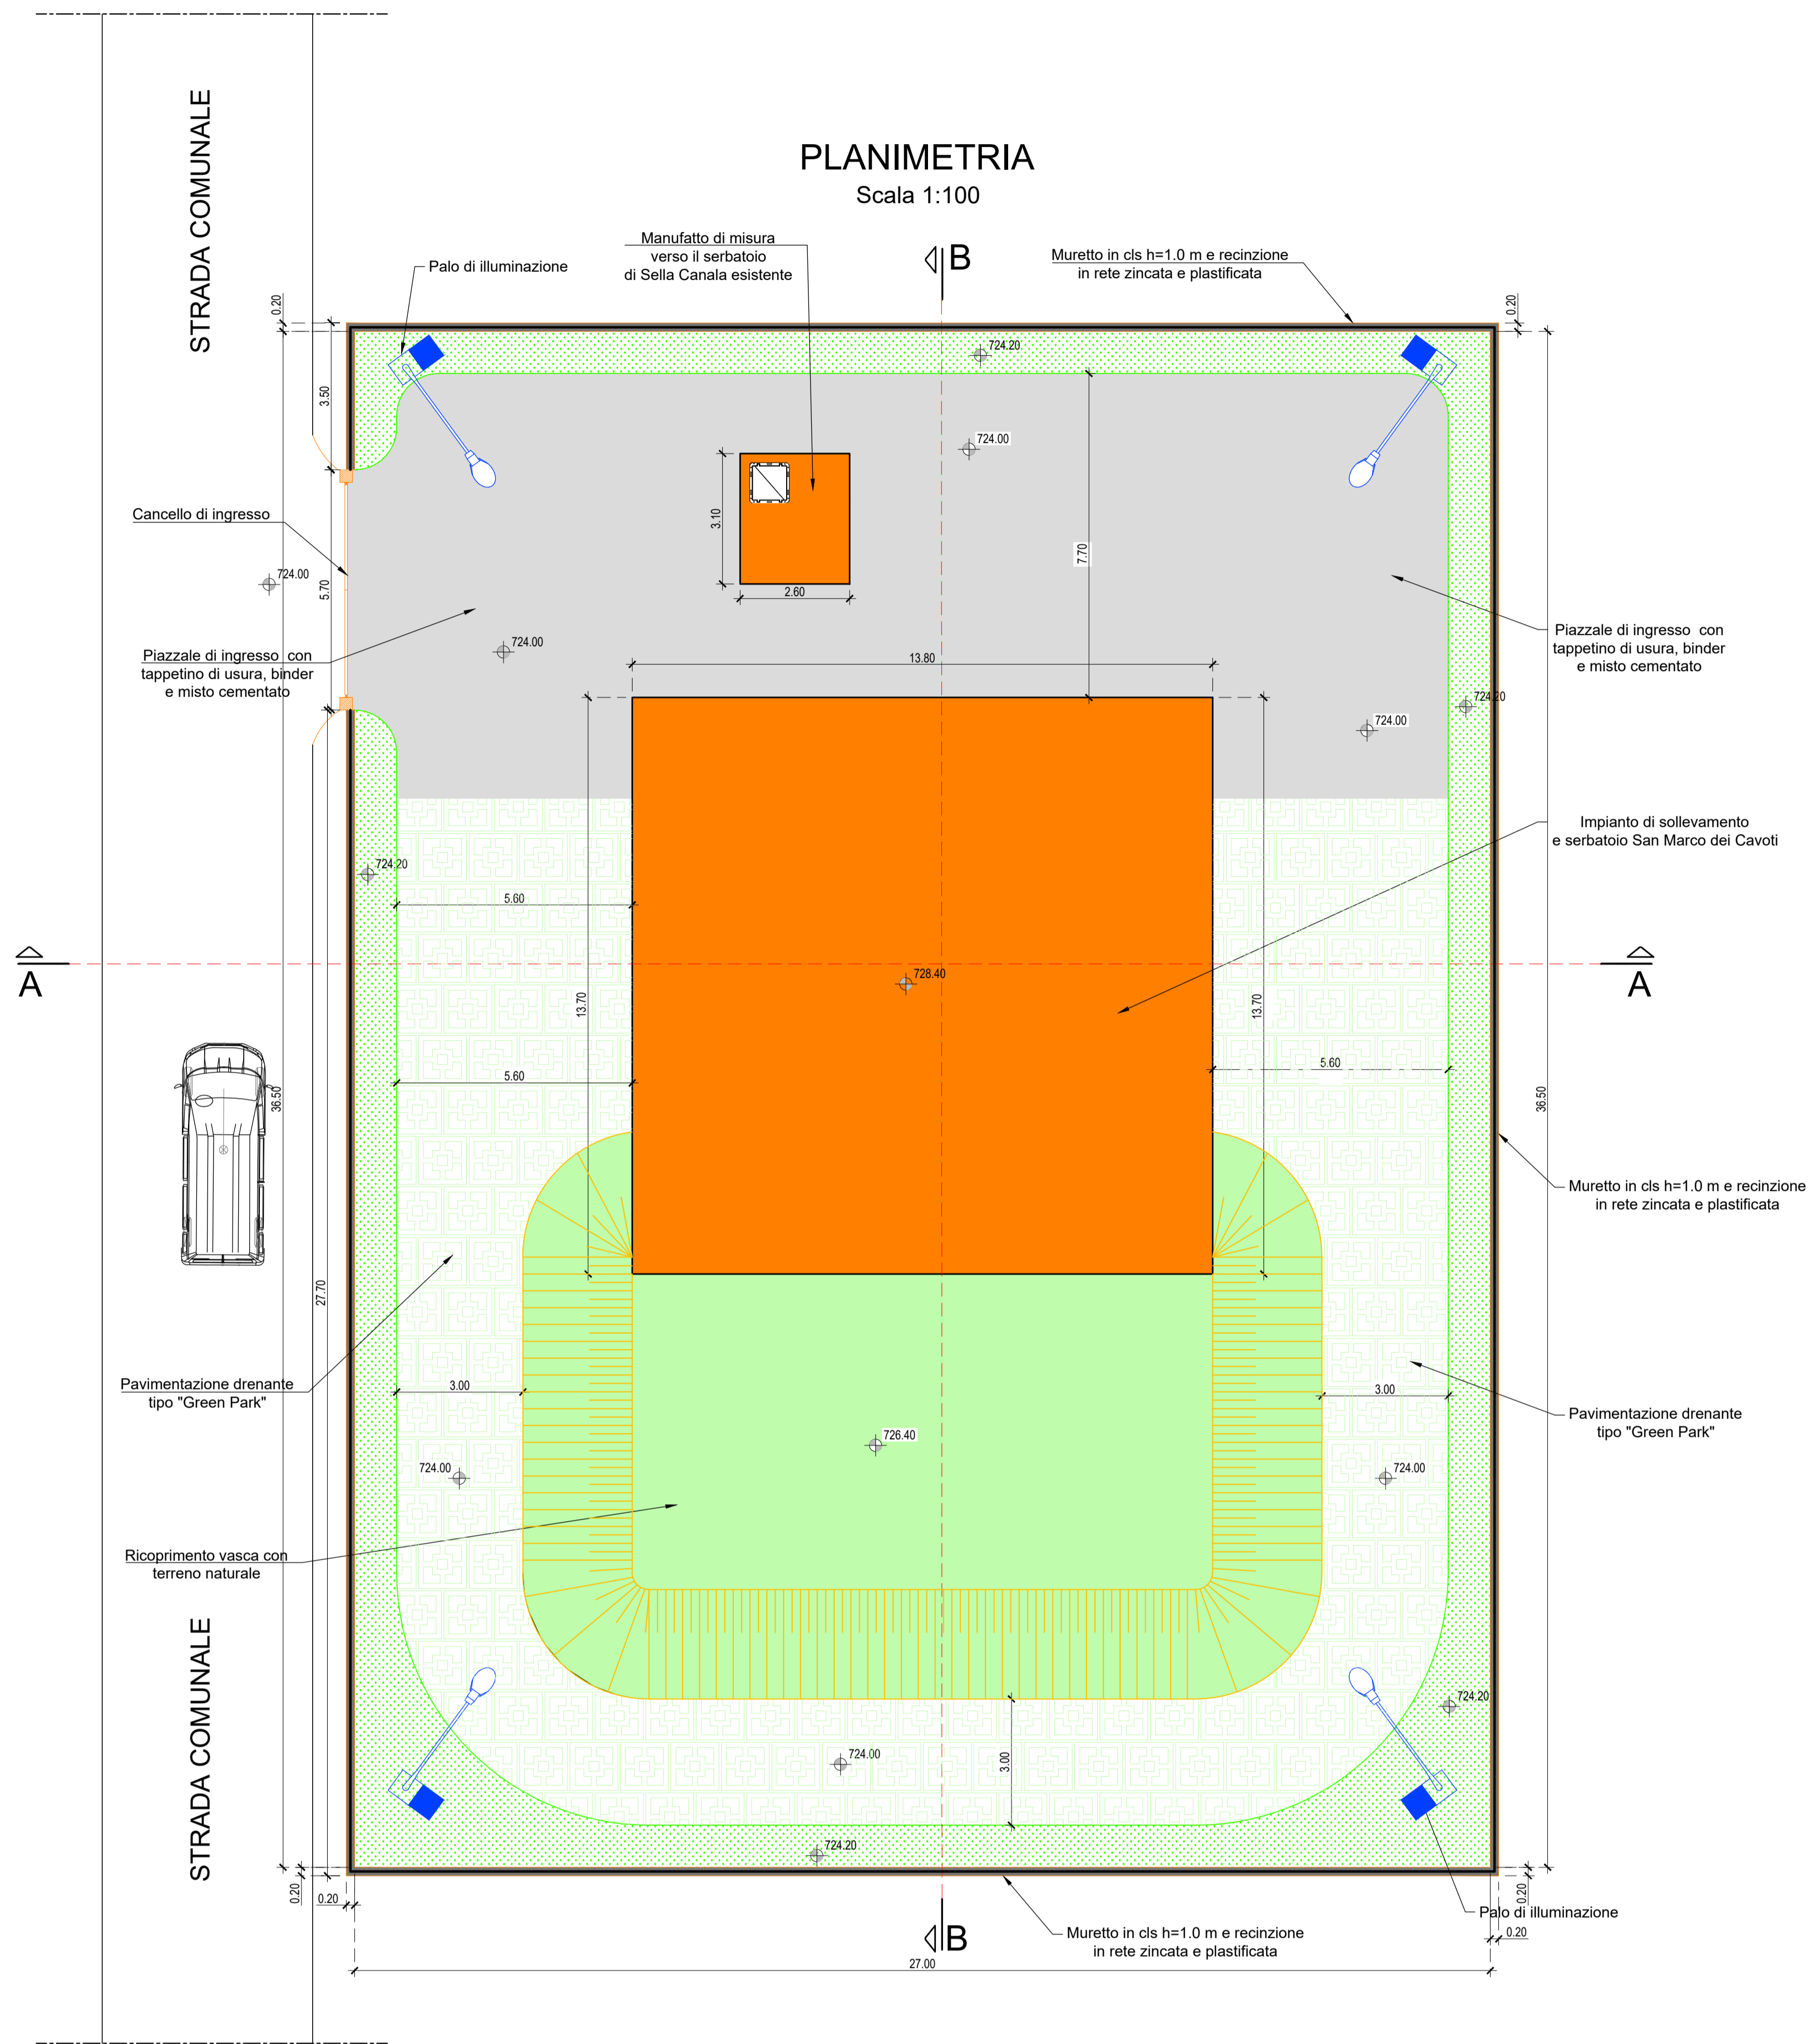 PLANIMETRIA
Scala 1:100
STRADA COMUNALE
Manufatto di misura
verso il serbatoio
di Sella Canala esistente
B
Muretto in cls h=1.0 m e recinzione
in rete zincata e plastificata
Palo di illuminazione
0.20
0.20
724.20
3.50
724.00
Cancello di ingresso
3.10
7.70
724.00
5.70
2.60
Piazzale di ingresso con
tappetino di usura, binder
e misto cementato
724.00
13.80
Piazzale di ingresso con
tappetino di usura, binder
e misto cementato
724.20
724.00
Impianto di sollevamento
e serbatoio San Marco dei Cavoti
724.20
5.60
A
728.40
A
13.70
13.70
5.60
5.60
36.50
36.50
Muretto in cls h=1.0 m e recinzione
in rete zincata e plastificata
27.70
Pavimentazione drenante
tipo "Green Park"
3.00
3.00
Pavimentazione drenante
tipo "Green Park"
726.40
724.00
724.00
Ricoprimento vasca con
terreno naturale
STRADA COMUNALE
724.20
724.00
3.00
724.20
0.20
0.20
0.20
Palo di illuminazione
0.20
B
Muretto in cls h=1.0 m e recinzione
in rete zincata e plastificata
27.00